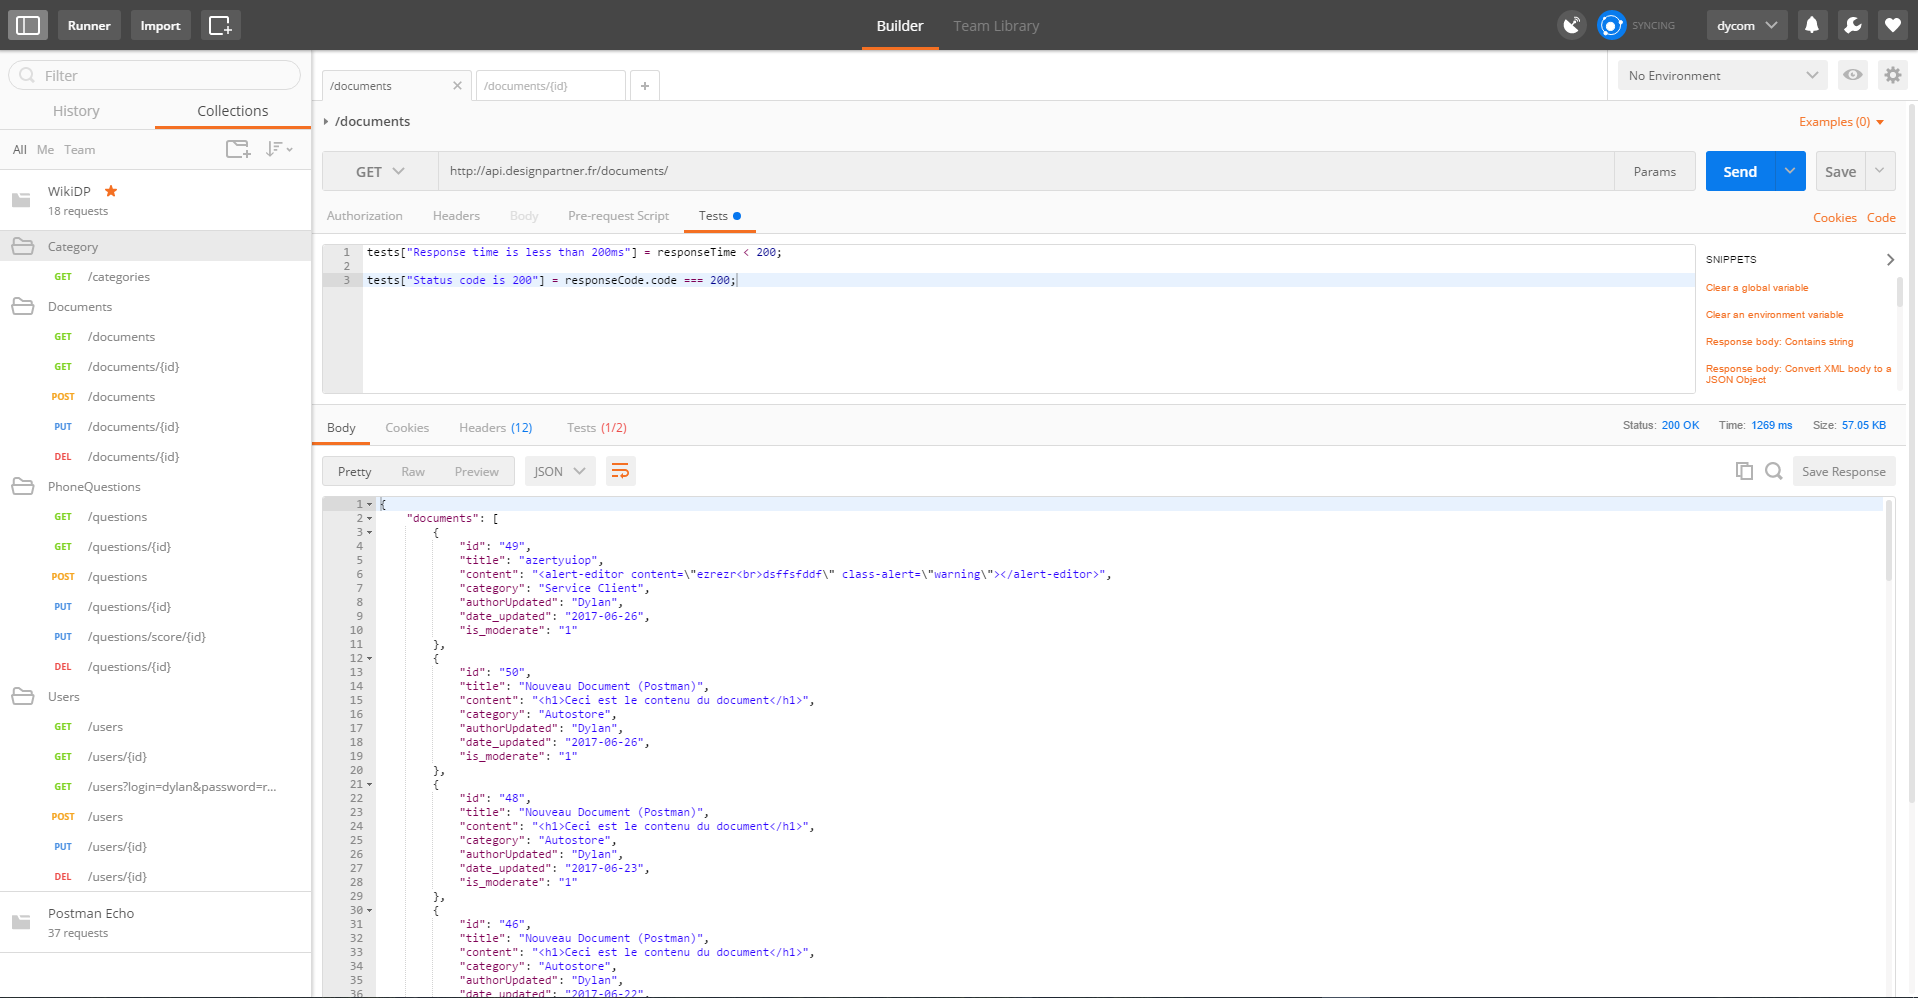 Runner Import Builder Team Library SYNCING dycom
Filter
History Collections
All Me Team
WikiDP
18 requests
Category
GET /categories
Documents
GET /documents
GET /documents/{id}
POST /documents
PUT /documents/{id}
DEL /documents/{id}
PhoneQuestions
GET /questions
GET /questions/{id}
POST /questions
PUT /questions/{id}
PUT /questions/score/{id}
DEL /questions/{id}
Users
GET /users
GET /users/{id}
GET /users?login=dylan&password=r...
POST /users
PUT /users/{id}
DEL /users/{id}
Postman Echo
37 requests
/documents /documents/{id} + No Environment
/documents Examples (0)
GET http://api.designpartner.fr/documents/ Params Send Save
Authorization Headers Body Pre-request Script Tests Cookies Code
1 tests["Response time is less than 200ms"] = responseTime < 200;
2
3 tests["Status code is 200"] = responseCode.code === 200;
SNIPPETS
Clear a global variable
Clear an environment variable
Response body: Contains string
Response body: Convert XML body to a
JSON Object
Body Cookies Headers (12) Tests (1/2) Status: 200 OK Time: 1269 ms Size: 57.05 KB
Pretty Raw Preview JSON Save Response
1 {
2 "documents": [
3 {
4 "id": "49",
5 "title": "azertyuiop",
6 "content": "<alert-editor content=\"ezrezr<br>dsffsfddf\" class-alert=\"warning\"></alert-editor>",
7 "category": "Service Client",
8 "authorUpdated": "Dylan",
9 "date_updated": "2017-06-26",
10 "is_moderate": "1"
11 },
12 {
13 "id": "50",
14 "title": "Nouveau Document (Postman)",
15 "content": "<h1>Ceci est le contenu du document</h1>",
16 "category": "Autostore",
17 "authorUpdated": "Dylan",
18 "date_updated": "2017-06-26",
19 "is_moderate": "1"
20 },
21 {
22 "id": "48",
23 "title": "Nouveau Document (Postman)",
24 "content": "<h1>Ceci est le contenu du document</h1>",
25 "category": "Autostore",
26 "authorUpdated": "Dylan",
27 "date_updated": "2017-06-23",
28 "is_moderate": "1"
29 },
30 {
31 "id": "46",
32 "title": "Nouveau Document (Postman)",
33 "content": "<h1>Ceci est le contenu du document</h1>",
34 "category": "Autostore",
35 "authorUpdated": "Dylan",
36 "date_updated": "2017-06-22",